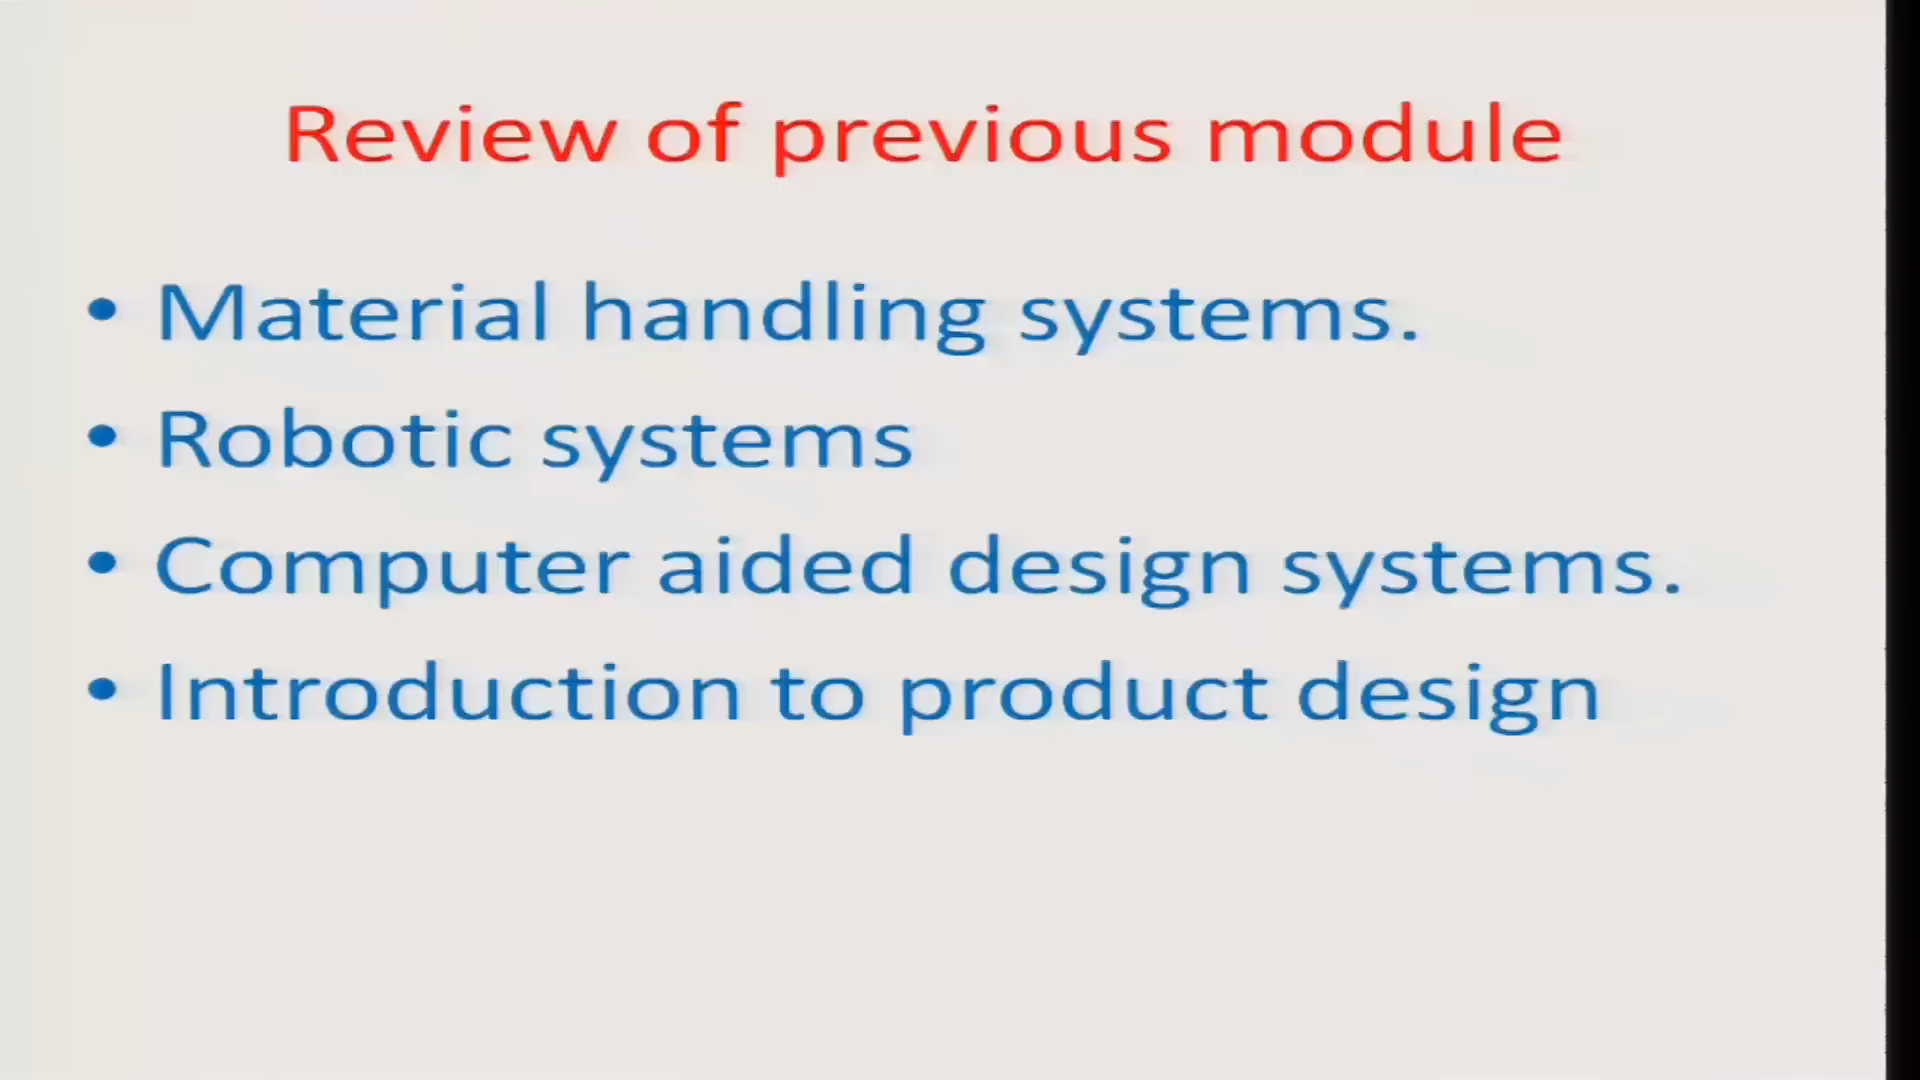 Review of previous module
• Material handling systems.
• Robotic systems
• Computer aided design systems.
• Introduction to product design